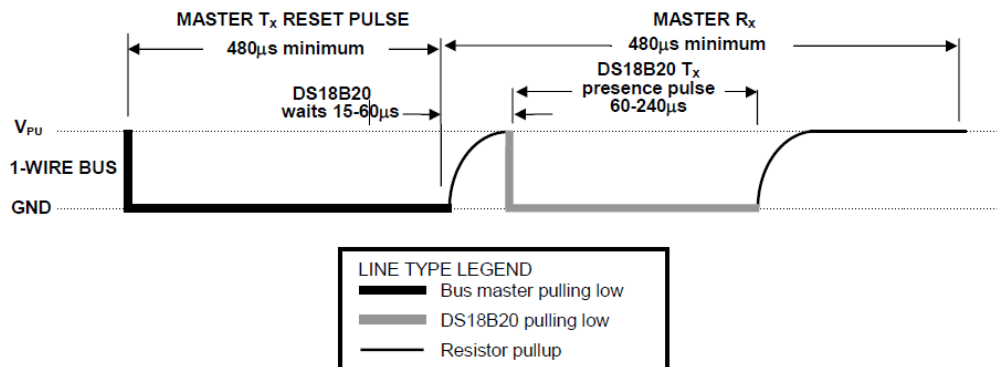 MASTER Tx RESET PULSE
480μs minimum
MASTER Rx
480μs minimum
DS18B20
waits 15-60μs
DS18B20 Tx
presence pulse
60-240μs
VPU
1-WIRE BUS
GND
LINE TYPE LEGEND
Bus master pulling low
DS18B20 pulling low
Resistor pullup